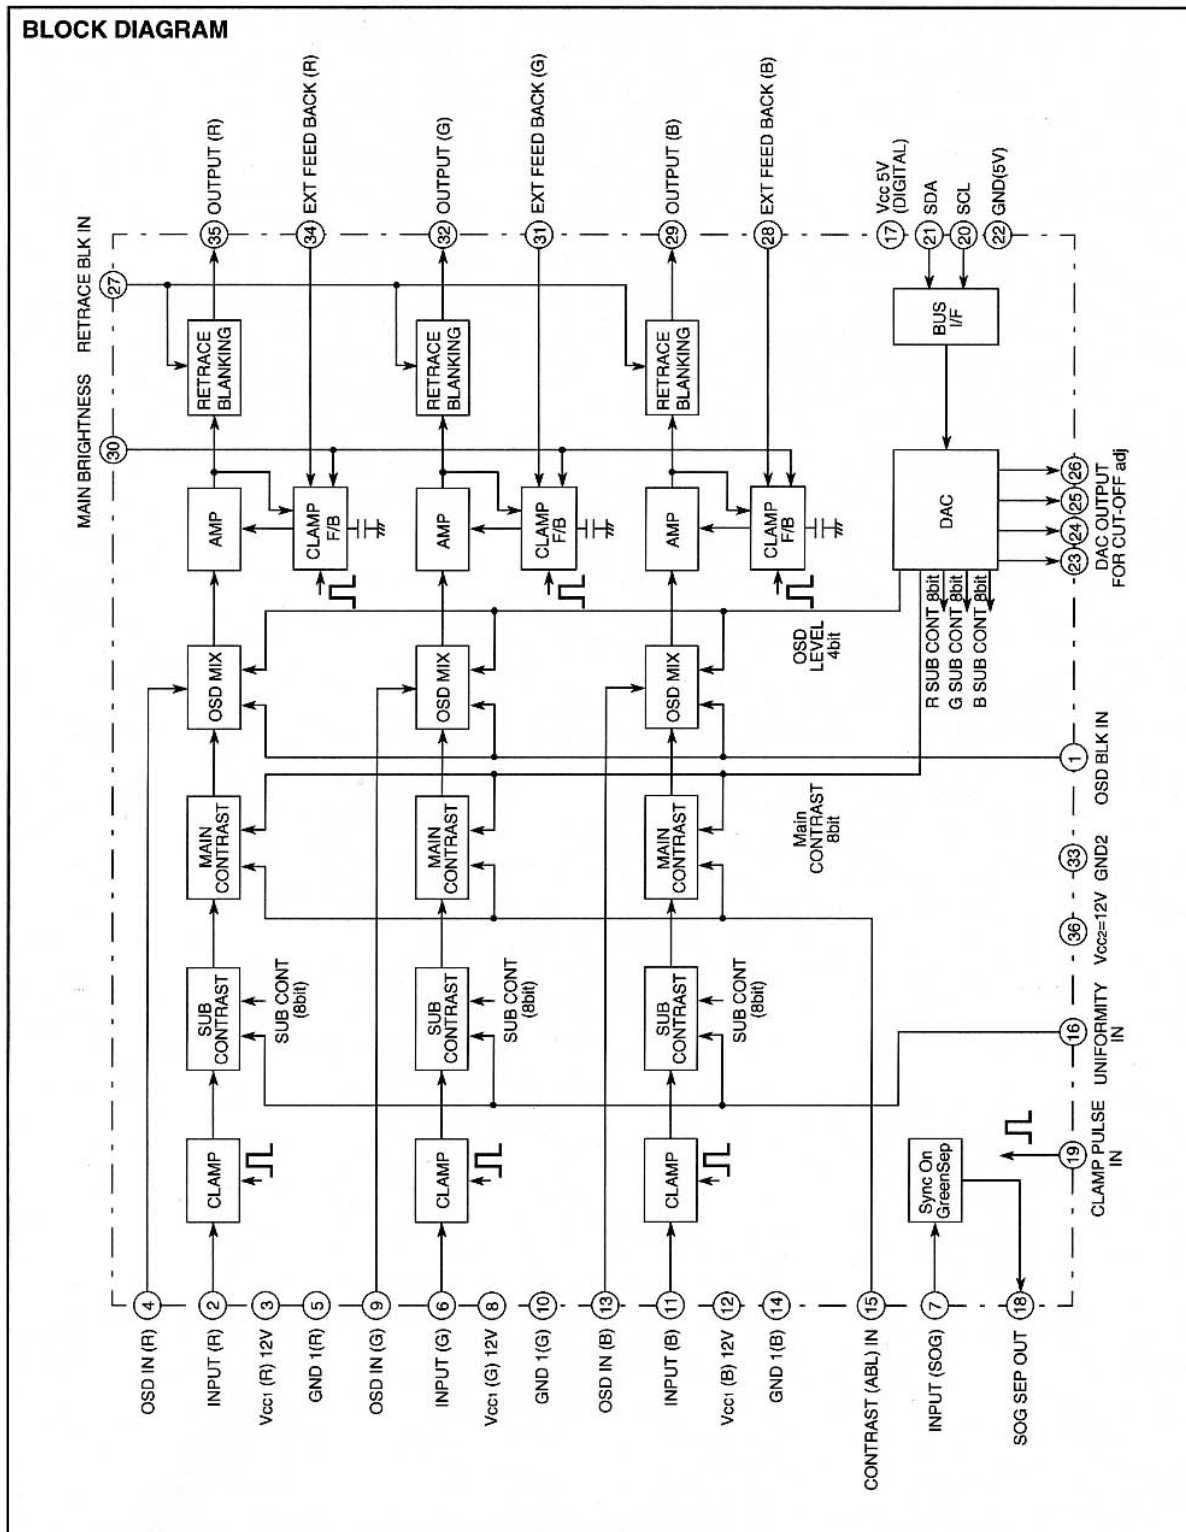 BLOCK DIAGRAM
MAIN BRIGHTNESS
30
RETRACE BLK IN
27
35
OUTPUT (R)
34
EXT FEED BACK (R)
32
OUTPUT (G)
31
EXT FEED BACK (G)
29
OUTPUT (B)
28
EXT FEED BACK (B)
17
Vcc 5V
(DIGITAL)
21
SDA
20
SCL
22
GND(5V)
OSD IN (R)
4
INPUT (R)
2
CLAMP
SUB
CONTRAST
SUB CONT
(8bit)
MAIN
CONTRAST
OSD MIX
AMP
CLAMP
F/B
RETRACE
BLANKING
VCC1 (R) 12V
3
GND 1(R)
5
OSD IN (G)
9
INPUT (G)
6
CLAMP
SUB
CONTRAST
SUB CONT
(8bit)
MAIN
CONTRAST
OSD MIX
AMP
CLAMP
F/B
RETRACE
BLANKING
VCC1 (G) 12V
8
GND 1(G)
10
OSD IN (B)
13
INPUT (B)
11
CLAMP
SUB
CONTRAST
SUB CONT
(8bit)
MAIN
CONTRAST
OSD MIX
AMP
CLAMP
F/B
RETRACE
BLANKING
VCC1 (B) 12V
12
GND 1(B)
14
Main
CONTRAST
8bit
OSD
LEVEL
4bit
CONTRAST (ABL) IN
15
INPUT (SOG)
7
Sync On
GreenSep
SOG SEP OUT
18
DAC
BUS
I/F
R SUB CONT 8bit
G SUB CONT 8bit
B SUB CONT 8bit
19
CLAMP PULSE
IN
16
UNIFORMITY
IN
36
VCC2=12V
33
GND2
1
OSD BLK IN
23
24
25
26
DAC OUTPUT
FOR CUT-OFF adj